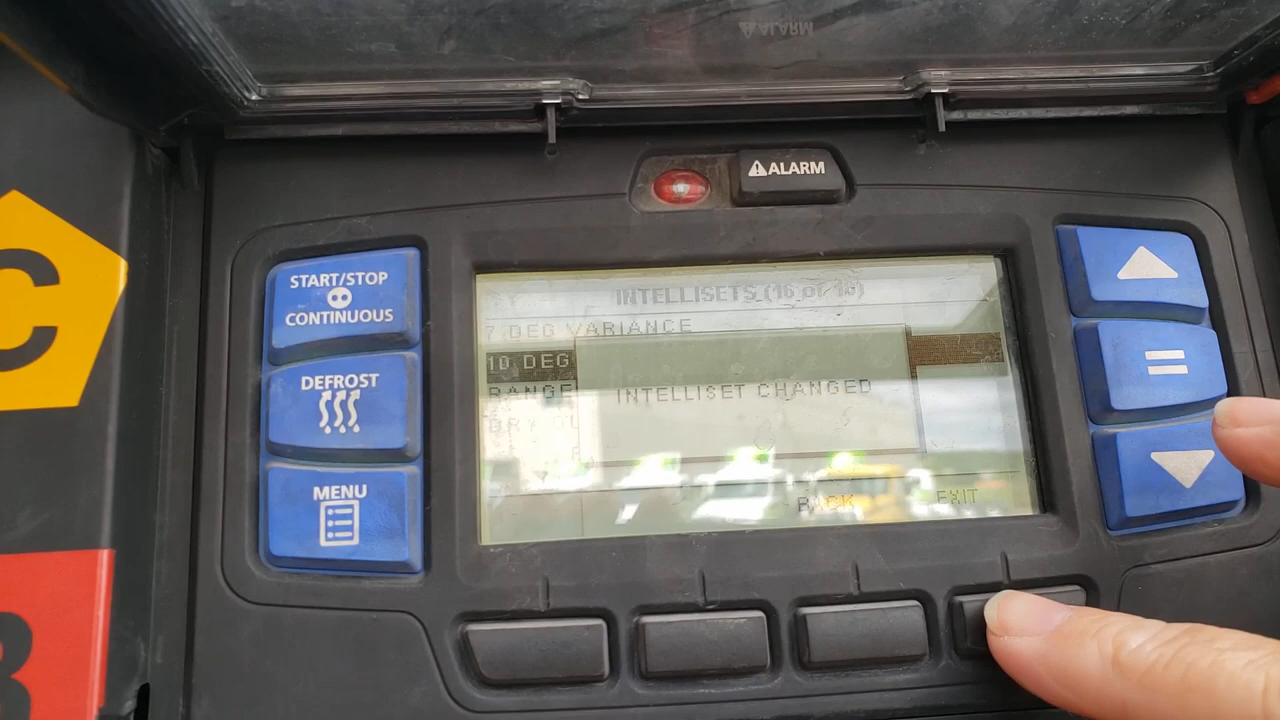 ALARM
ALARM
START/STOP
CONTINUOUS
DEFROST
MENU
INTELLISETS (16 of 16)
7 DEG VARIANCE
10 DEG
RANGE
INTELLISET CHANGED
DRY
BACK EXIT
C